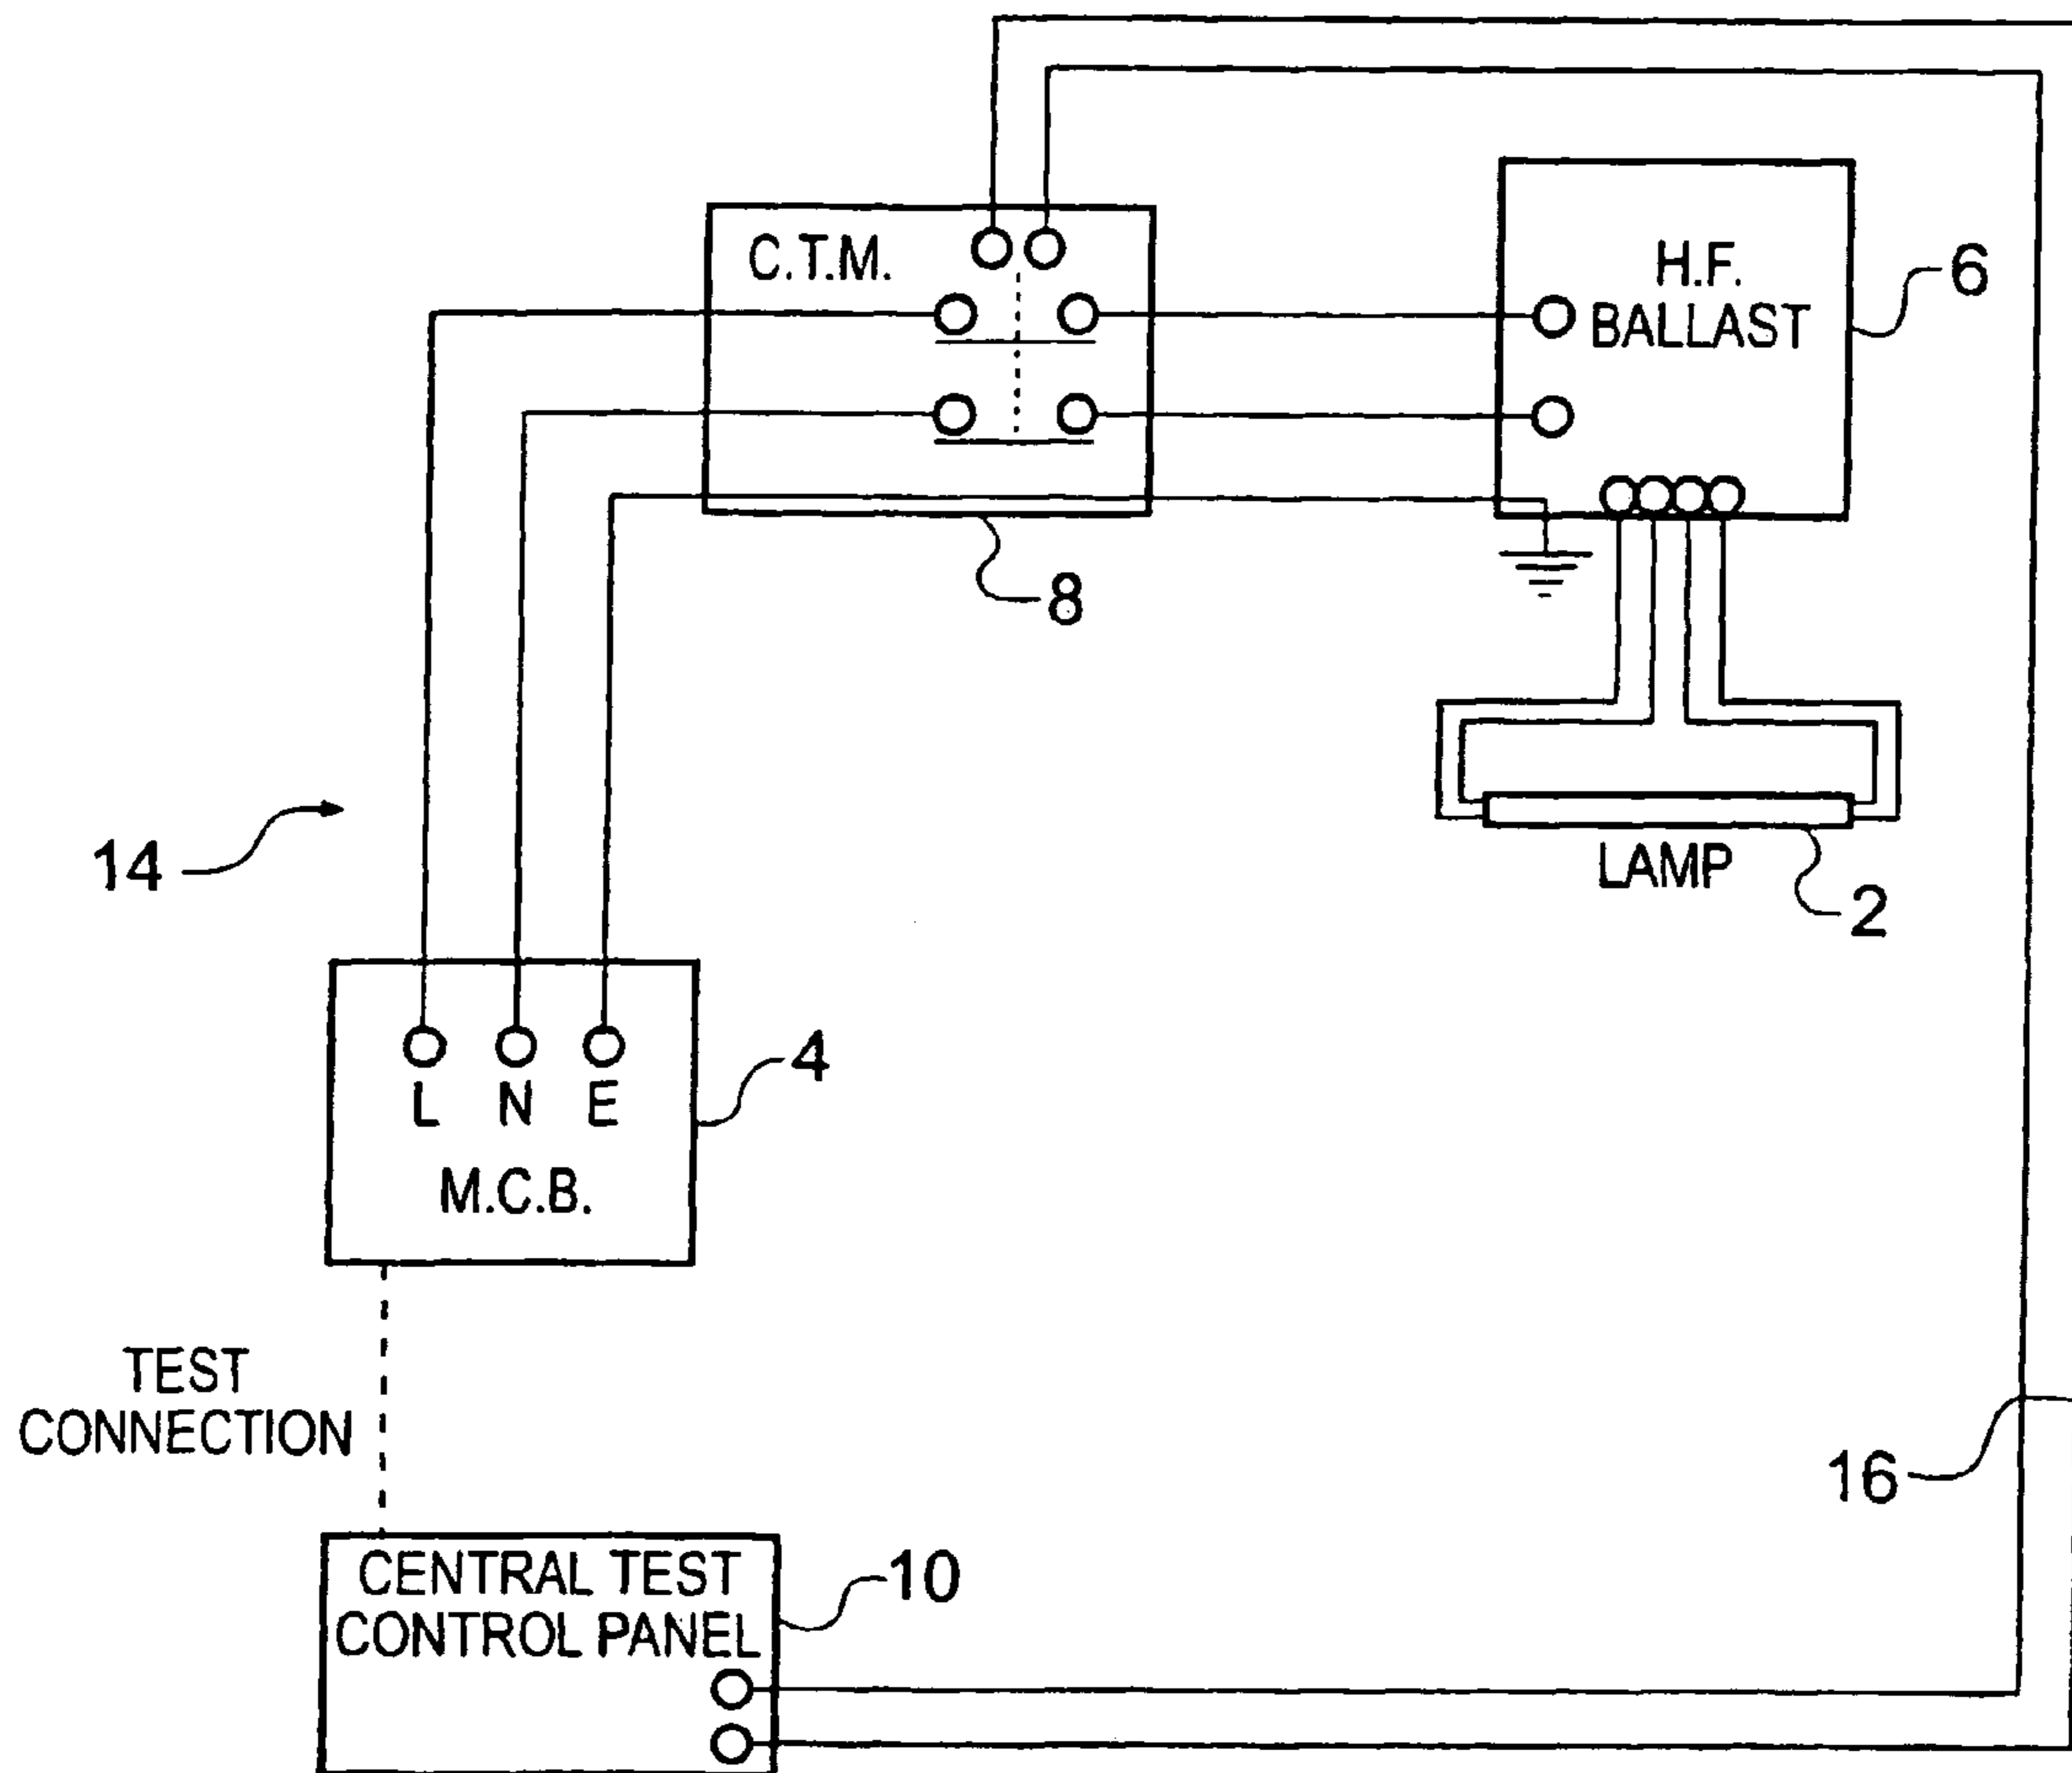 C.T.M.
H.F.
BALLAST
6
8
LAMP
2
14
L N E
M.C.B.
4
TEST
CONNECTION
16
CENTRAL TEST
CONTROL PANEL
10